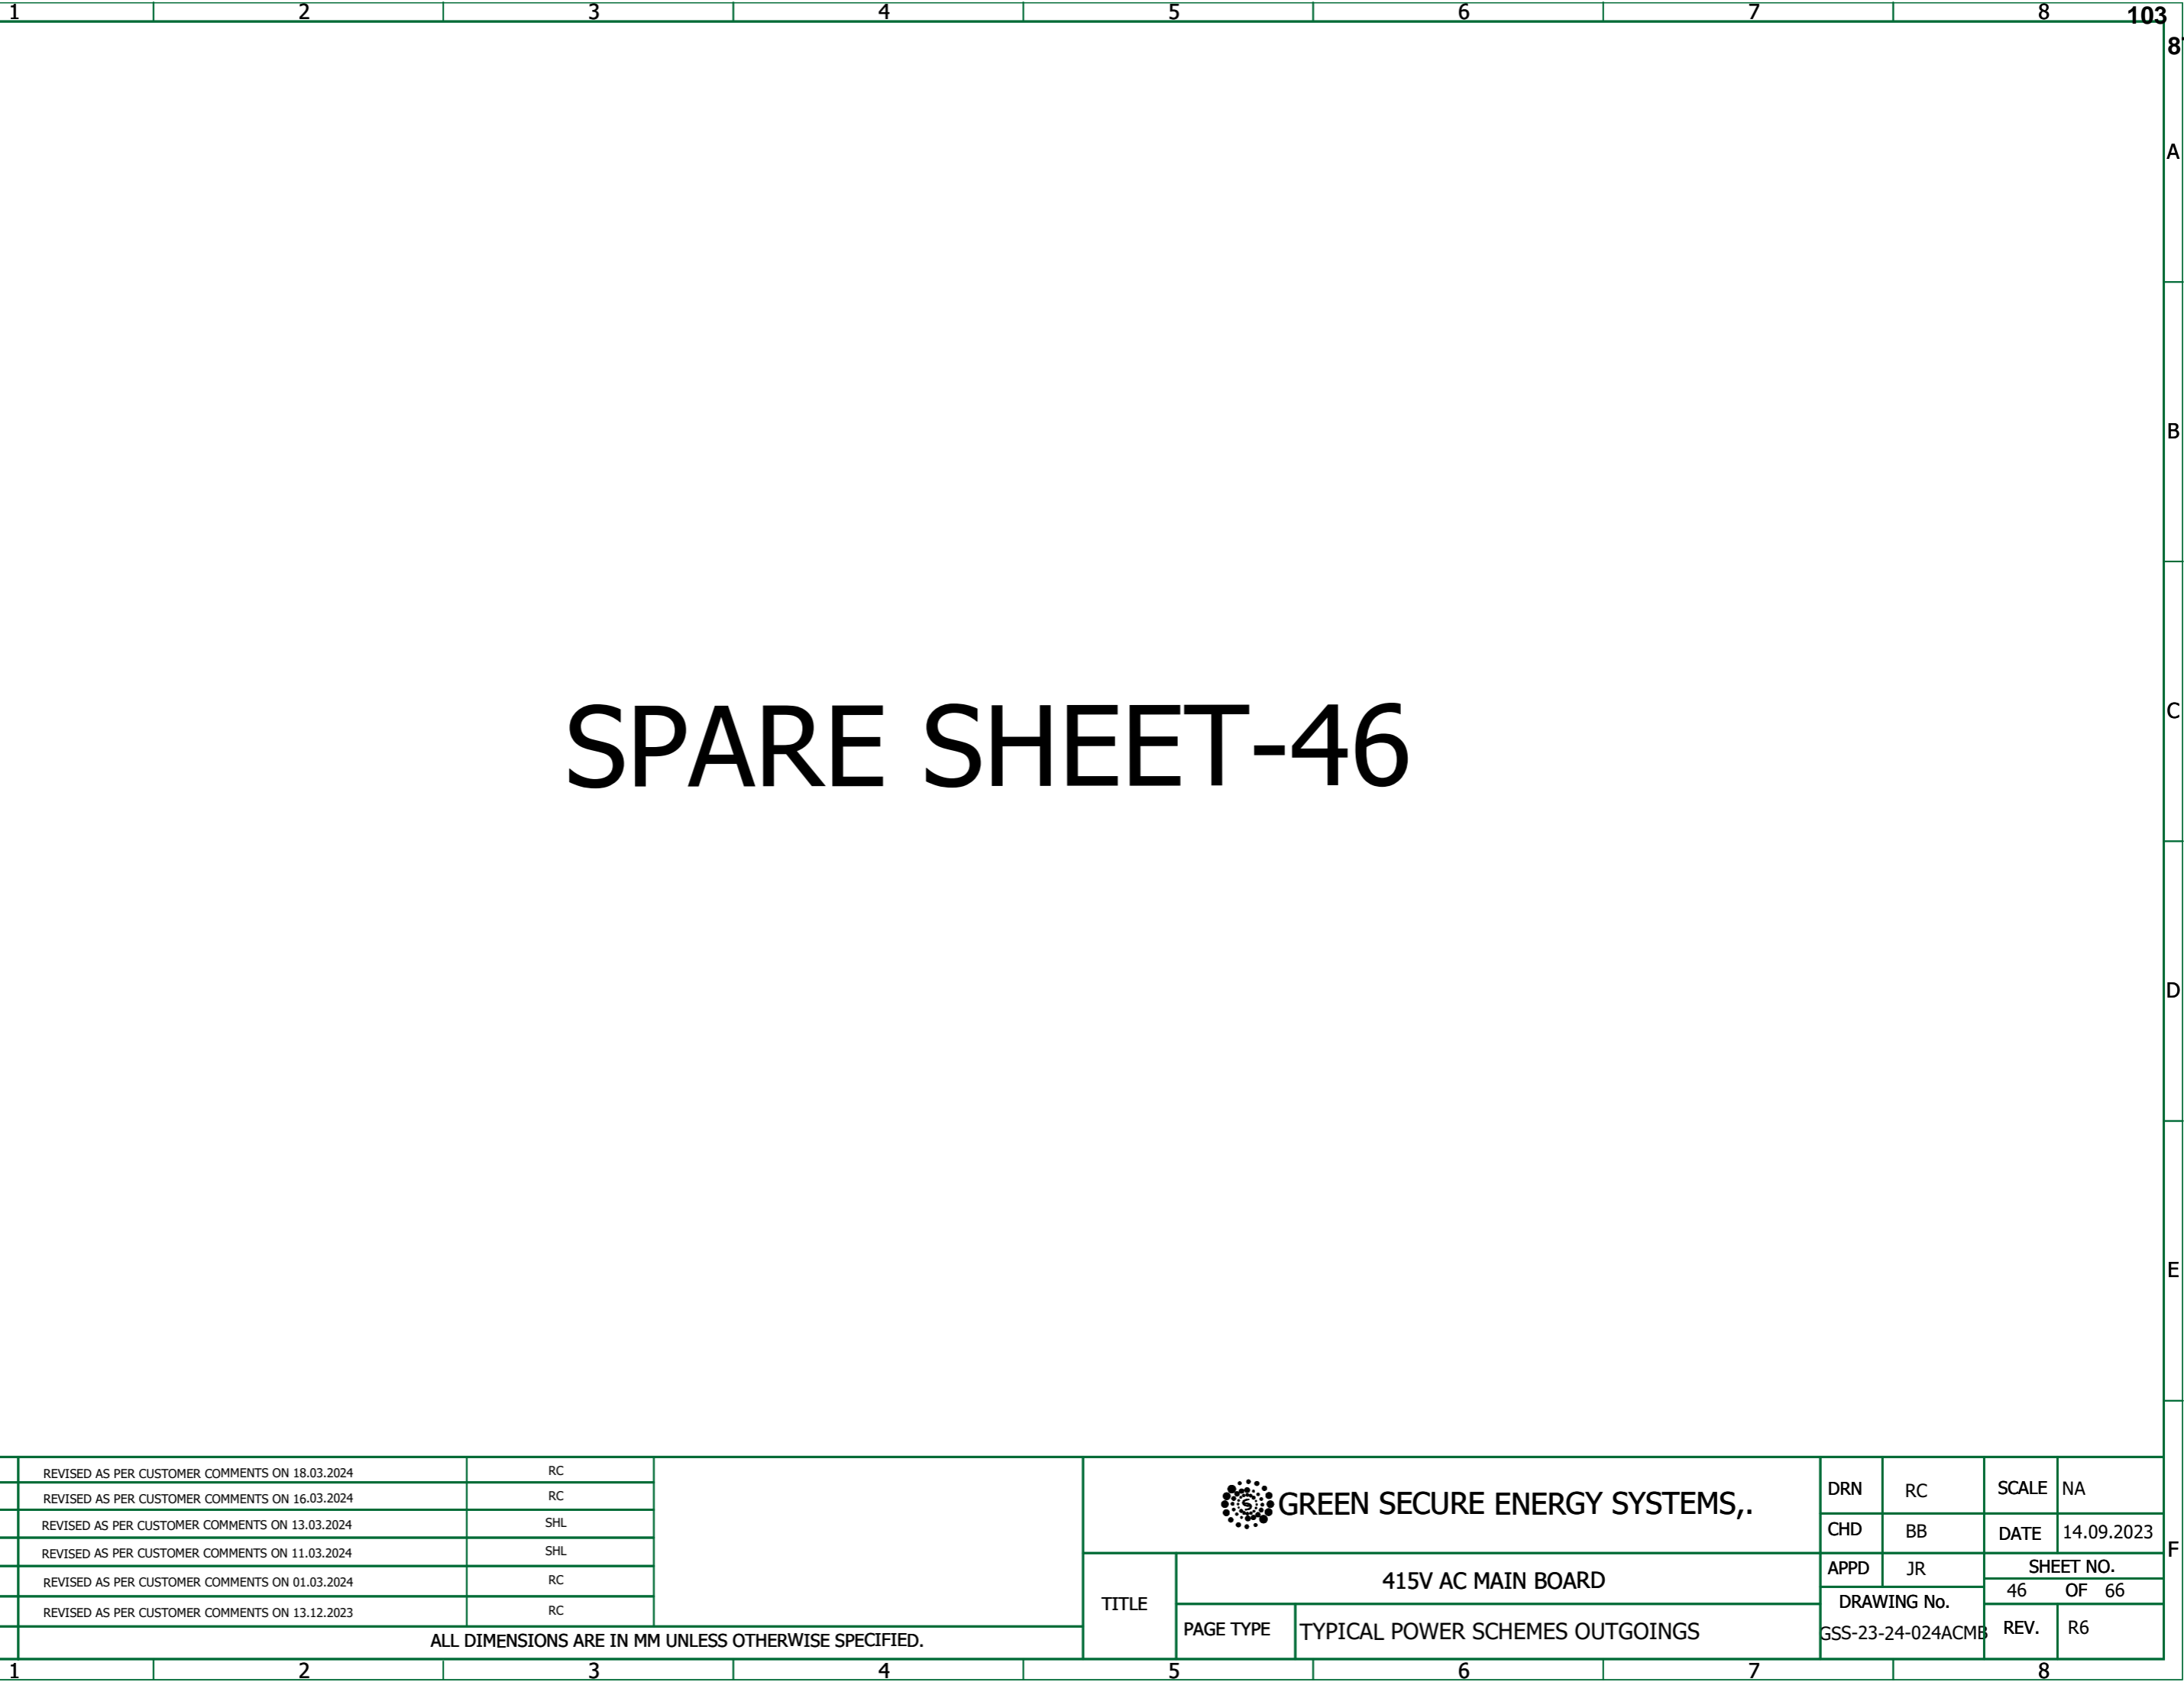 1 2 3 4 5 6 7 8 103
8
A
B
C
SPARE SHEET-46
D
E
F
REVISED AS PER CUSTOMER COMMENTS ON 18.03.2024 RC
REVISED AS PER CUSTOMER COMMENTS ON 16.03.2024 RC
REVISED AS PER CUSTOMER COMMENTS ON 13.03.2024 SHL
REVISED AS PER CUSTOMER COMMENTS ON 11.03.2024 SHL
REVISED AS PER CUSTOMER COMMENTS ON 01.03.2024 RC
REVISED AS PER CUSTOMER COMMENTS ON 13.12.2023 RC
ALL DIMENSIONS ARE IN MM UNLESS OTHERWISE SPECIFIED.
GREEN SECURE ENERGY SYSTEMS,.
TITLE
415V AC MAIN BOARD
PAGE TYPE TYPICAL POWER SCHEMES OUTGOINGS
DRN RC SCALE NA
CHD BB DATE 14.09.2023
APPD JR SHEET NO.
46 OF 66
DRAWING No.
GSS-23-24-024ACMB REV. R6
1 2 3 4 5 6 7 8